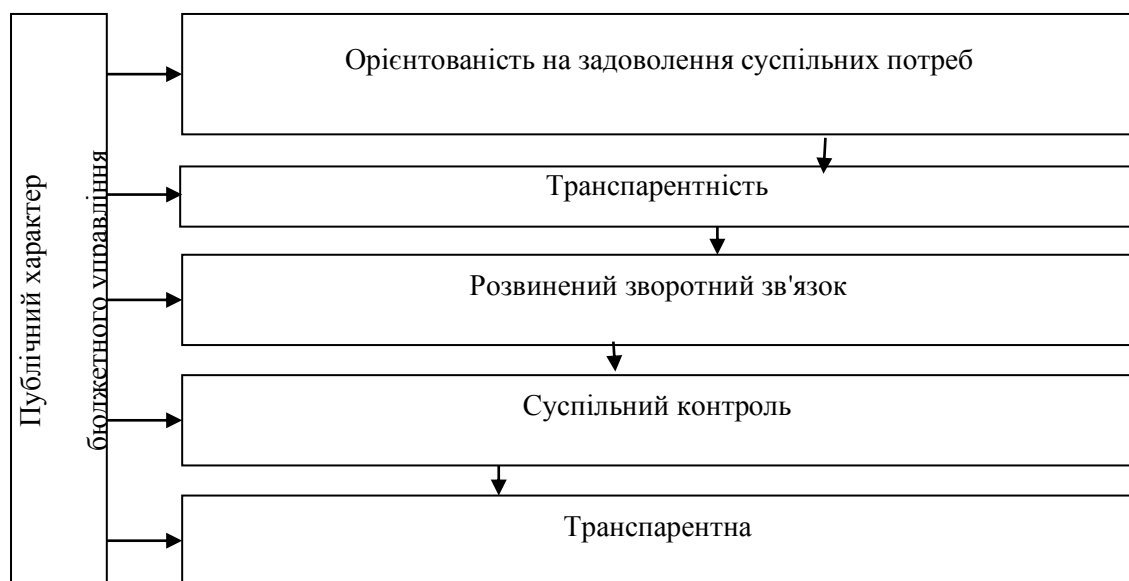 Публічний характер
бюджетного управління
Орієнтованість на задоволення суспільних потреб
Транспарентність
Розвинений зворотний зв'язок
Суспільний контроль
Транспарентна